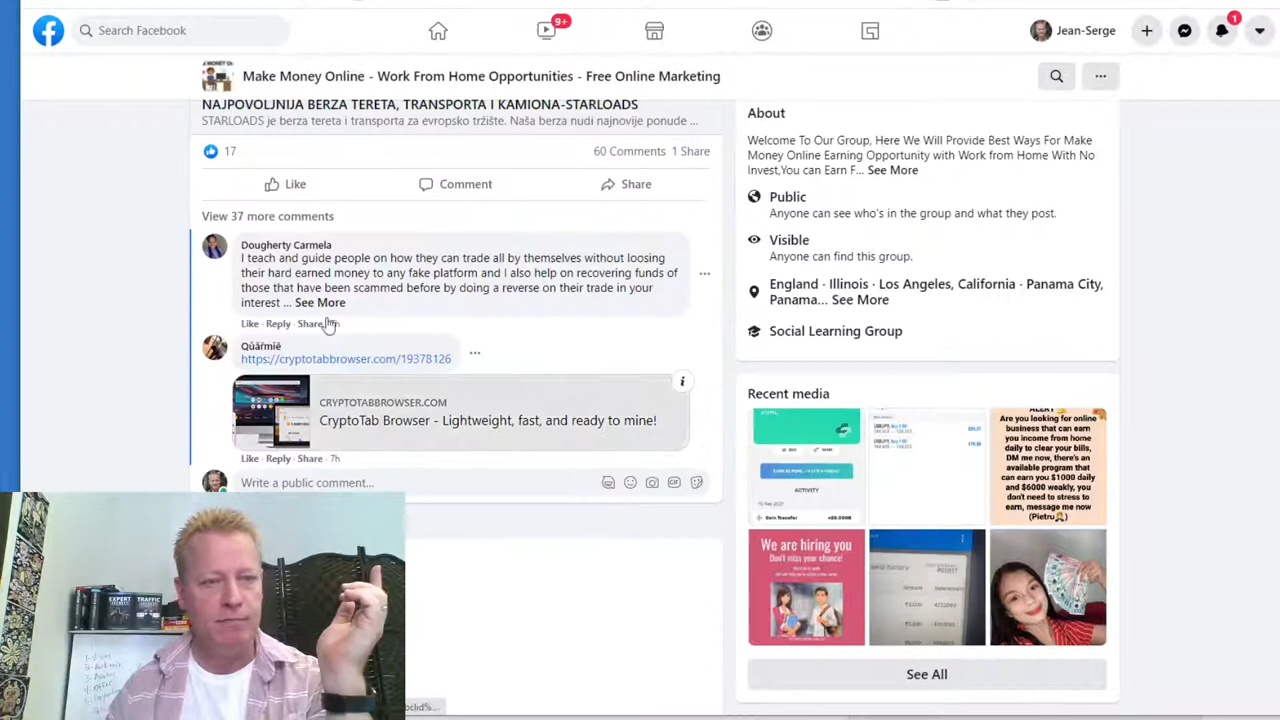 Search Facebook
9+
Jean-Serge
1
Make Money Online - Work From Home Opportunities - Free Online Marketing
NAJPOVOLJNIJA BERZA TERETA, TRANSPORTA I KAMIONA-STARLOADS
STARLOADS je berza tereta i transporta za evropsko tržište. Naša berza nudi najnovije ponude ...
17
60 Comments 1 Share
Like
Comment
Share
View 37 more comments
Dougherty Carmela
I teach and guide people on how they can trade all by themselves without loosing
their hard earned money to any fake platform and I also help on recovering funds of
those that have been scammed before by doing a reverse on their trade in your
interest ... See More
Like · Reply · Share
Qûāřmiē
https://cryptotabbrowser.com/19378126
CRYPTOTABBROWSER.COM
CryptoTab Browser - Lightweight, fast, and ready to mine!
Like · Reply · Share · 7h
Write a public comment...
About
Welcome To Our Group, Here We Will Provide Best Ways For Make
Money Online Earning Opportunity with Work from Home With No
Invest,You can Earn F... See More
Public
Anyone can see who's in the group and what they post.
Visible
Anyone can find this group.
England · Illinois · Los Angeles, California · Panama City,
Panama... See More
Social Learning Group
Recent media
ACTIVITY
Coin Transfer
Are you looking for online
business that can earn
you income from home
daily to clear your bills,
DM me now, there's an
available program that
can earn you $1000 daily
and $6000 weekly, you
don't need to stress to
earn, message me now
(Pietru
We are hiring you
Don't miss your chance!
See All
EXPERT
TRAFFIC